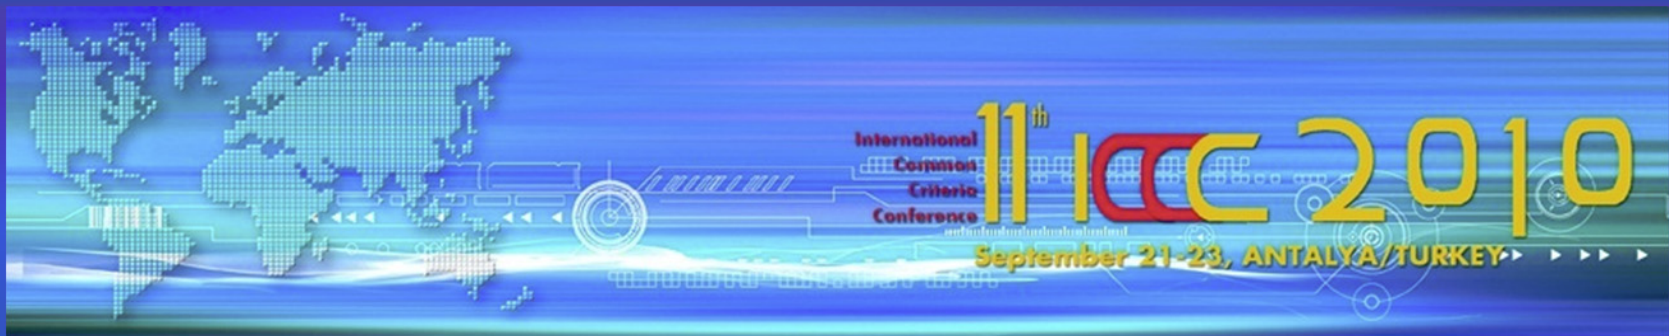 International
Common
Criteria
Conference
11th ICCC 2010
September 21-23, ANTALYA/TURKEY